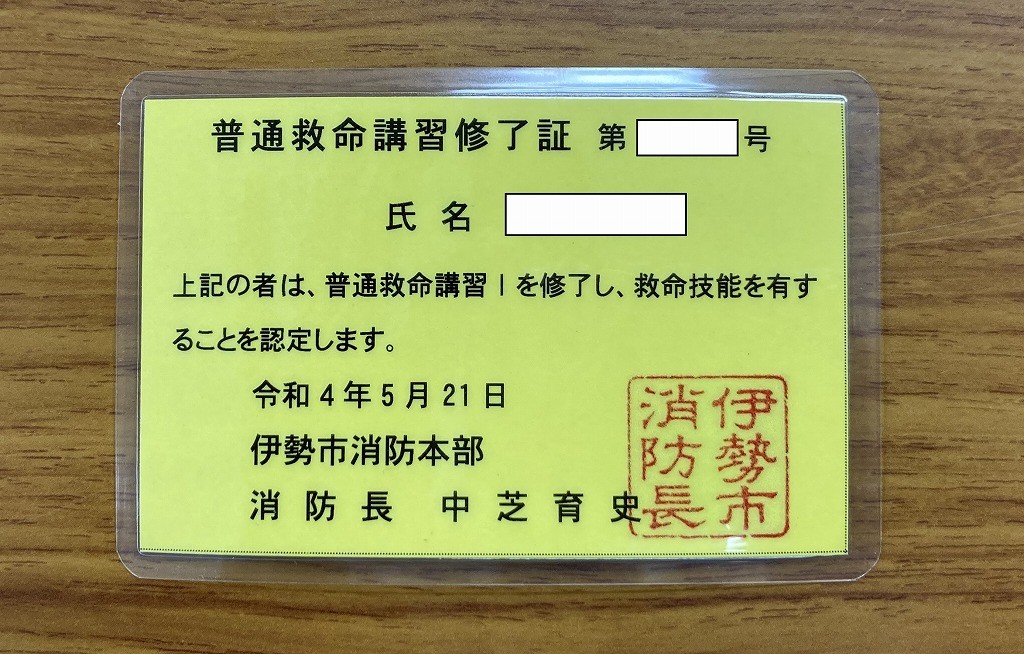 普通救命講習修了証 第 号
氏 名
上記の者は、普通救命講習Ⅰを修了し、救命技能を有す
ることを認定します。
令和4年5月21日
伊勢市消防本部
消 防 長 中 芝 育 史
伊勢市
消防長